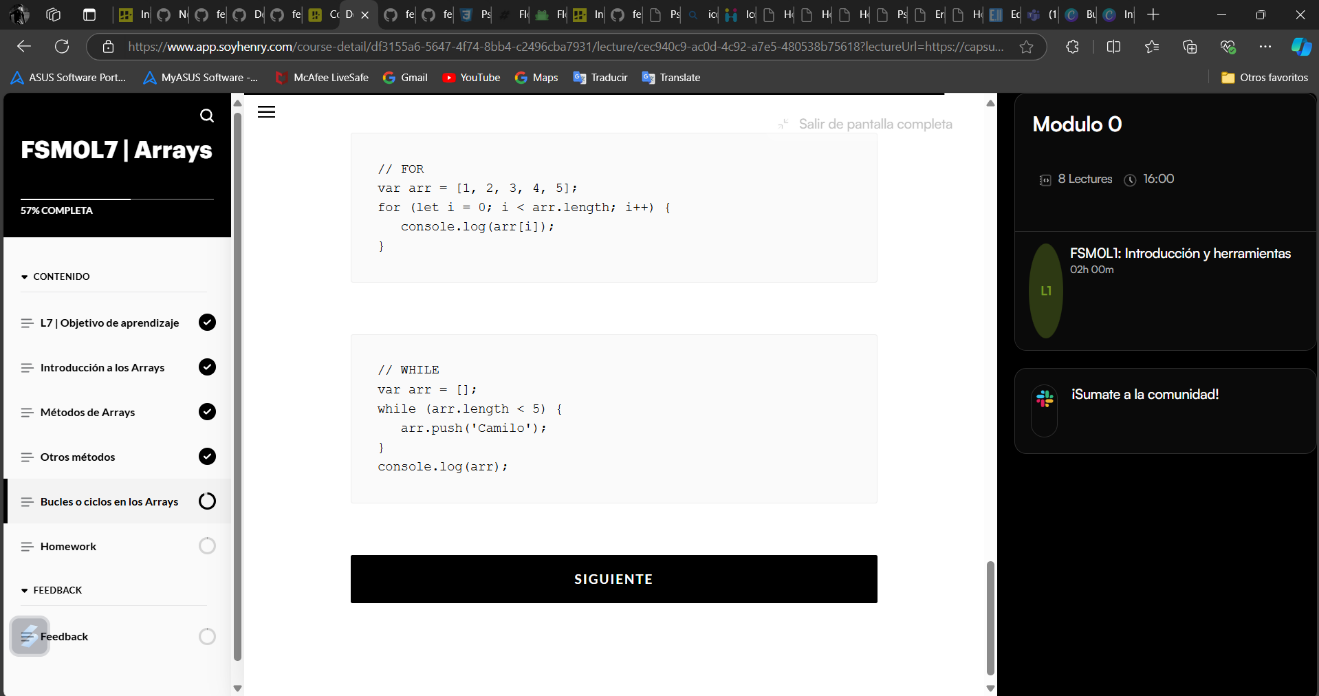 https://www.app.soyhenry.com/course-detail/df3155a6-5647-4f74-8bb4-c2496cba7931/lecture/cec940c9-ac0d-4c92-a7e5-480538b75618?lectureUrl=https://capsu...
ASUS Software Port...
MyASUS Software -...
McAfee LiveSafe
Gmail
YouTube
Maps
Traducir
Translate
Otros favoritos
FSM0L7 | Arrays
57% COMPLETA
CONTENIDO
L7 | Objetivo de aprendizaje
Introducción a los Arrays
Métodos de Arrays
Otros métodos
Bucles o ciclos en los Arrays
Homework
FEEDBACK
Feedback
Salir de pantalla completa
// FOR
var arr = [1, 2, 3, 4, 5];
for (let i = 0; i < arr.length; i++) {
console.log(arr[i]);
}
// WHILE
var arr = [];
while (arr.length < 5) {
arr.push('Camilo');
}
console.log(arr);
SIGUIENTE
Modulo 0
8 Lectures
16:00
L1
FSM0L1: Introducción y herramientas
02h 00m
¡Sumate a la comunidad!